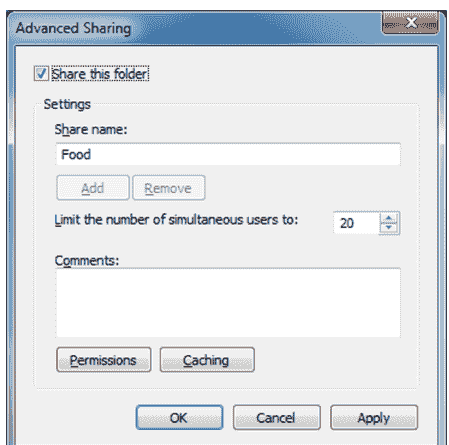 Advanced Sharing
Share this folder
Settings
Share name:
Food
Add Remove
Limit the number of simultaneous users to: 20
Comments:
Permissions Caching
OK Cancel Apply